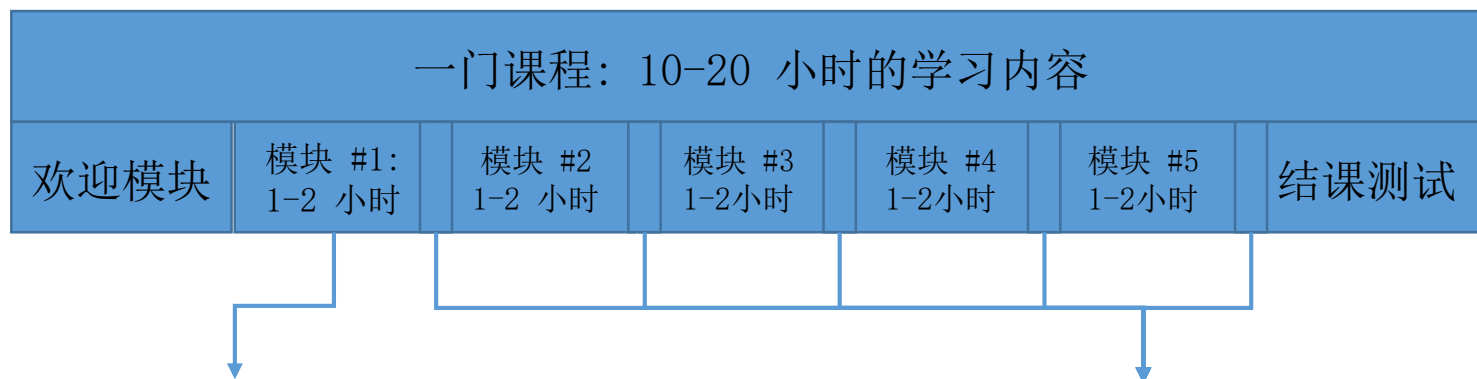 一门课程: 10-20 小时的学习内容
欢迎模块
模块 #1:
1-2 小时
模块 #2
1-2 小时
模块 #3
1-2小时
模块 #4
1-2小时
模块 #5
1-2小时
结课测试